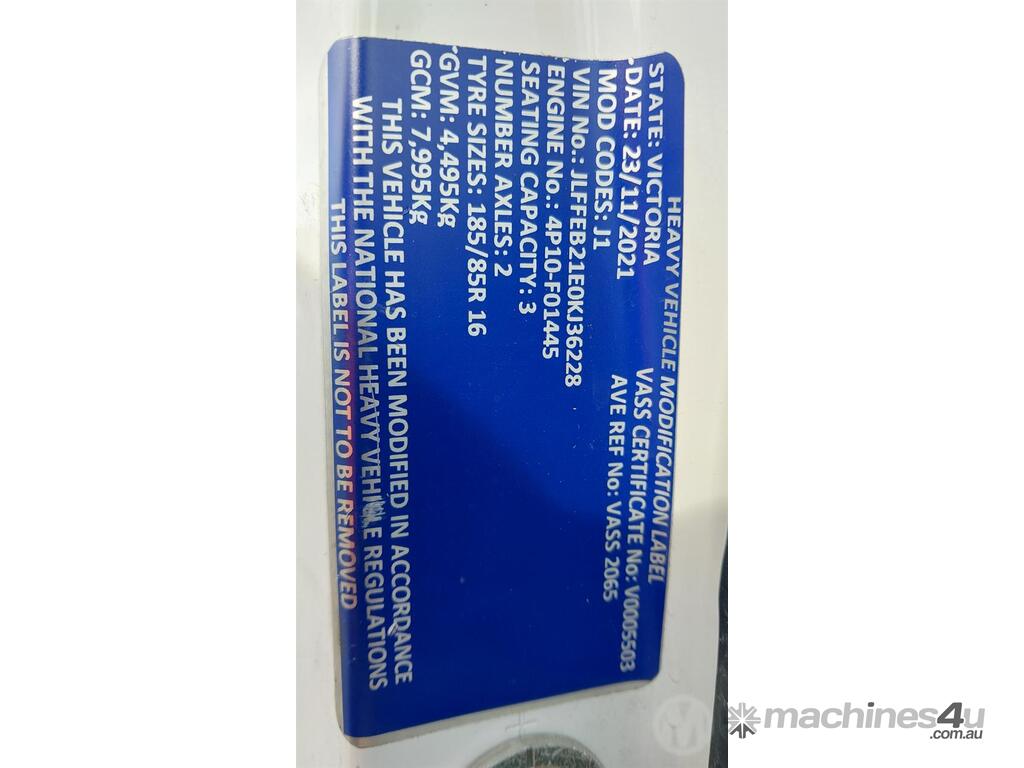 HEAVY VEHICLE MODIFICATION LABEL
STATE: VICTORIA VASS CERTIFICATE No: V0005503
DATE: 23/11/2021 AVE REF No: VASS 2065
MOD CODES: J1
VIN No.: JLFFEB21E0KJ36228
ENGINE No.: 4P10-F01445
SEATING CAPACITY: 3
NUMBER AXLES: 2
TYRE SIZES: 185/85R 16
GVM: 4,495Kg
GCM: 7,995Kg
THIS VEHICLE HAS BEEN MODIFIED IN ACCORDANCE
WITH THE NATIONAL HEAVY VEHICLE REGULATIONS
THIS LABEL IS NOT TO BE REMOVED
machines4u
.com.au